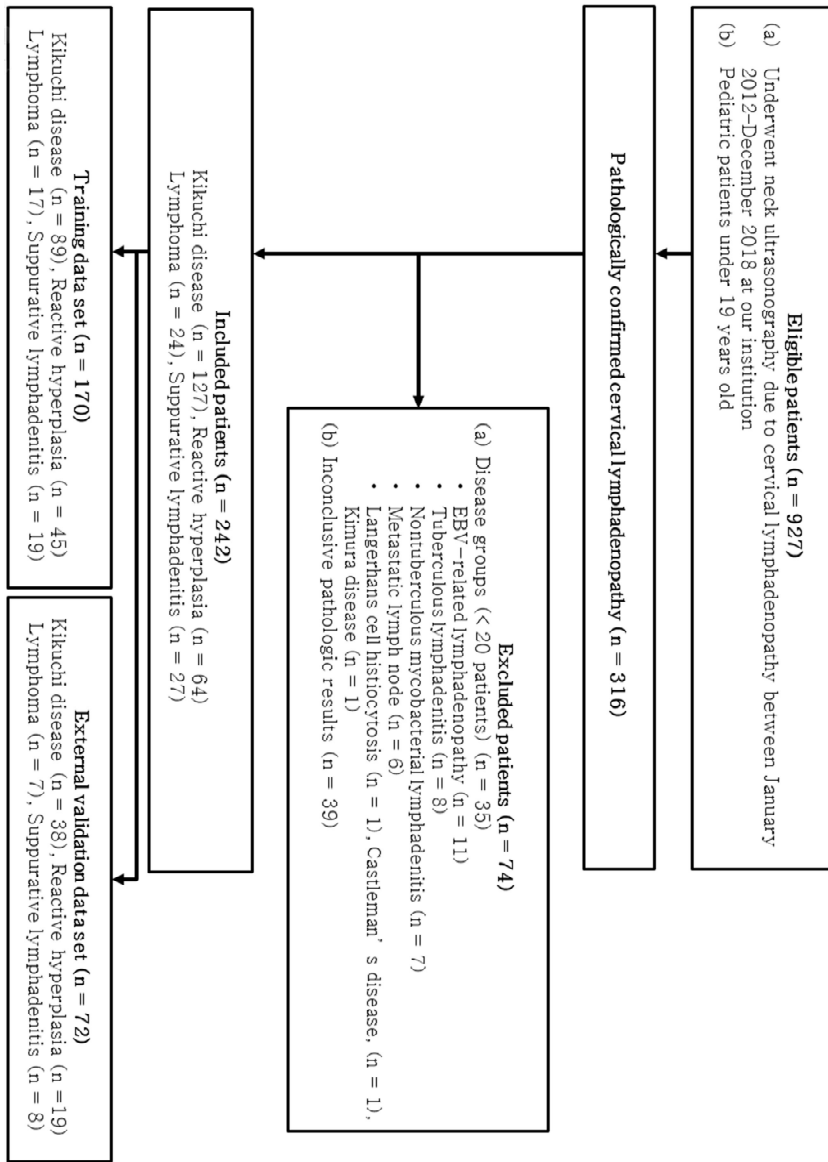 Eligible patients (n = 927)
(a) Underwent neck ultrasonography due to cervical lymphadenopathy between January
2012-December 2018 at our institution
(b) Pediatric patients under 19 years old
Pathologically confirmed cervical lymphadenopathy (n = 316)
Excluded patients (n = 74)
(a) Disease groups (< 20 patients) (n = 35)
• EBV-related lymphadenopathy (n = 11)
• Tuberculous lymphadenitis (n = 8)
• Nontuberculous mycobacterial lymphadenitis (n = 7)
• Metastatic lymph node (n = 6)
• Langerhans cell histiocytosis (n = 1), Castleman's disease, (n = 1),
Kimura disease (n = 1)
(b) Inconclusive pathologic results (n = 39)
Included patients (n = 242)
Kikuchi disease (n = 127), Reactive hyperplasia (n = 64)
Lymphoma (n = 24), Suppurative lymphadenitis (n = 27)
Training data set (n = 170)
Kikuchi disease (n = 89), Reactive hyperplasia (n = 45)
Lymphoma (n = 17), Suppurative lymphadenitis (n = 19)
External validation data set (n = 72)
Kikuchi disease (n = 38), Reactive hyperplasia (n =19)
Lymphoma (n = 7), Suppurative lymphadenitis (n = 8)